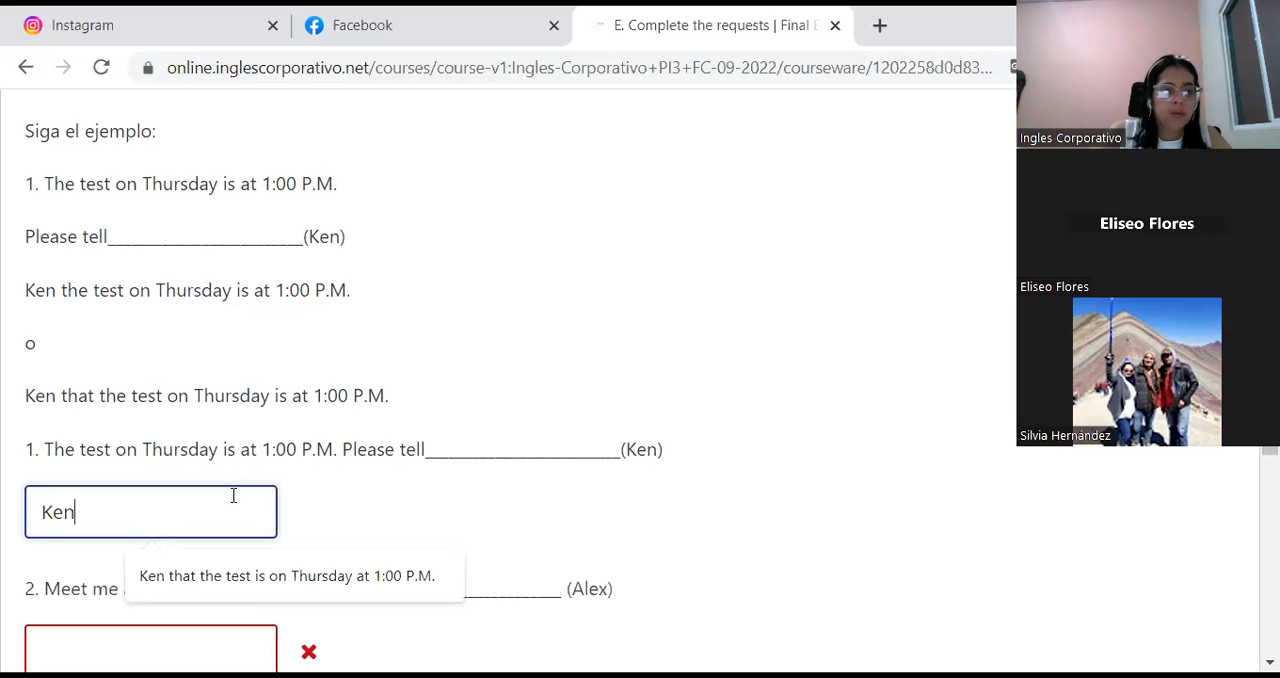 Instagram
Facebook
E. Complete the requests | Final E
online.inglescorporativo.net/courses/course-v1:Ingles-Corporativo+PI3+FC-09-2022/courseware/1202258d0d83...
Siga el ejemplo:
1. The test on Thursday is at 1:00 P.M.
Please tell______________________(Ken)
Ken the test on Thursday is at 1:00 P.M.
o
Ken that the test on Thursday is at 1:00 P.M.
1. The test on Thursday is at 1:00 P.M. Please tell______________________(Ken)
Ken
Ken that the test is on Thursday at 1:00 P.M.
2. Meet me ___________ (Alex)
Ingles Corporativo
Eliseo Flores
Eliseo Flores
Silvia Hernández